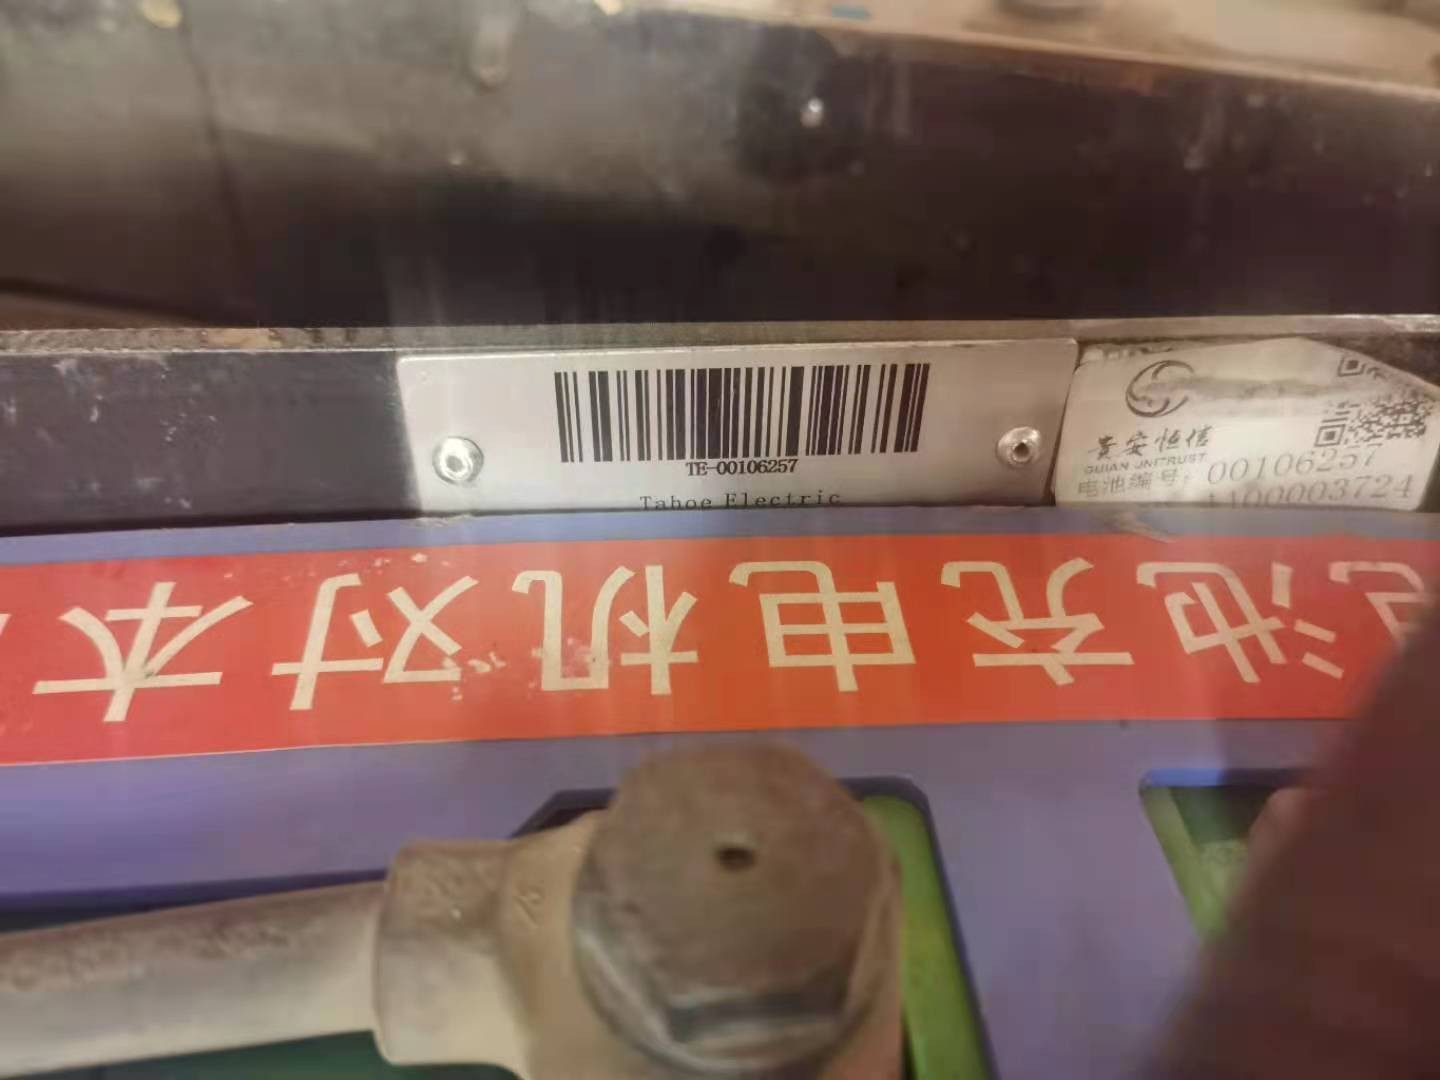 TE-00106257
Tahoe Electric
贵安恒信
GUIAN UNITRUST
电池编号: 00106257
A00003724
池充电机对本